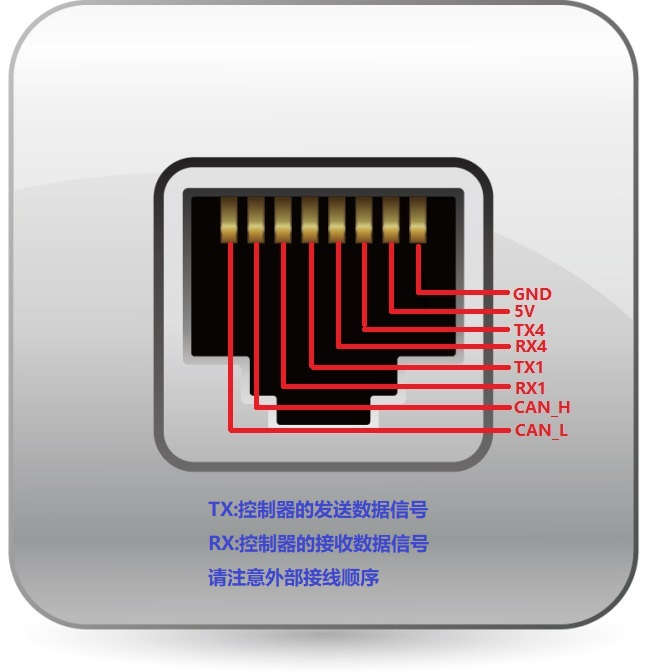 GND
5V
TX4
RX4
TX1
RX1
CAN_H
CAN_L
TX:控制器的发送数据信号
RX:控制器的接收数据信号
请注意外部接线顺序